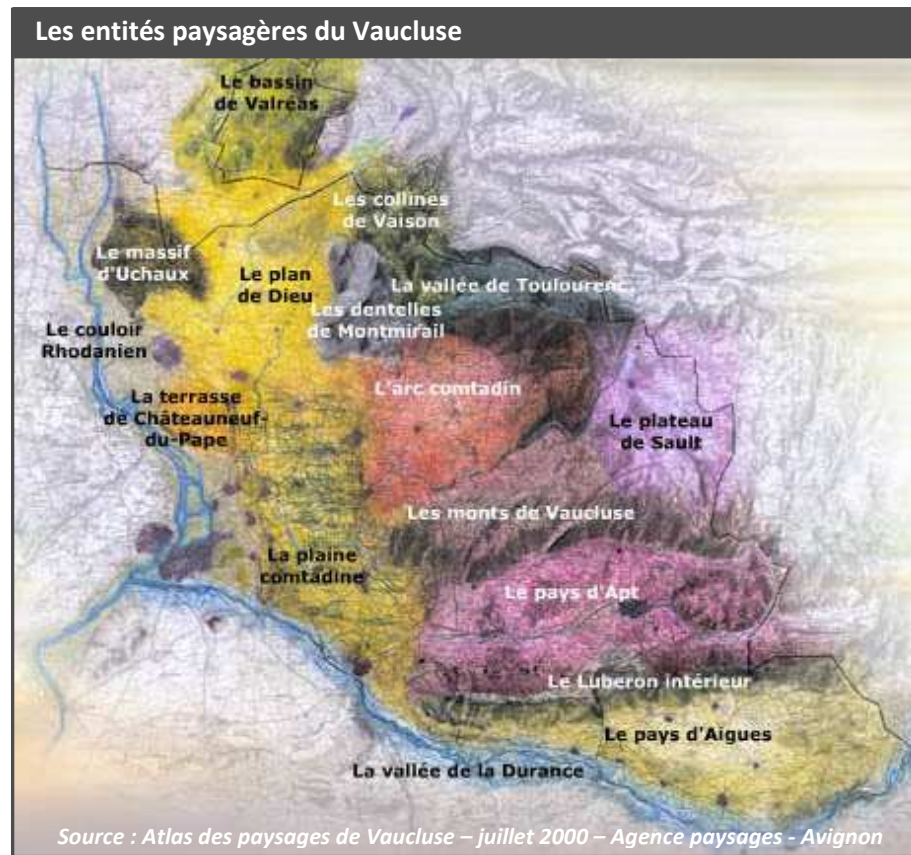 Les entités paysagères du Vaucluse
Le bassin
de Valréas
Les collines
de Vaison
Le massif
d'Uchaux
Le plan
de Dieu
La vallée de Toulourenc
Les dentelles
de Montmirail
Le couloir
Rhodanien
L'arc comtadin
La terrasse
de Châteauneuf-
du-Pape
Le plateau
de Sault
Les monts de Vaucluse
La plaine
comtadine
Le pays d'Apt
Le Luberon intérieur
Le pays d'Aigues
La vallée de la Durance
Source : Atlas des paysages de Vaucluse – juillet 2000 – Agence paysages - Avignon